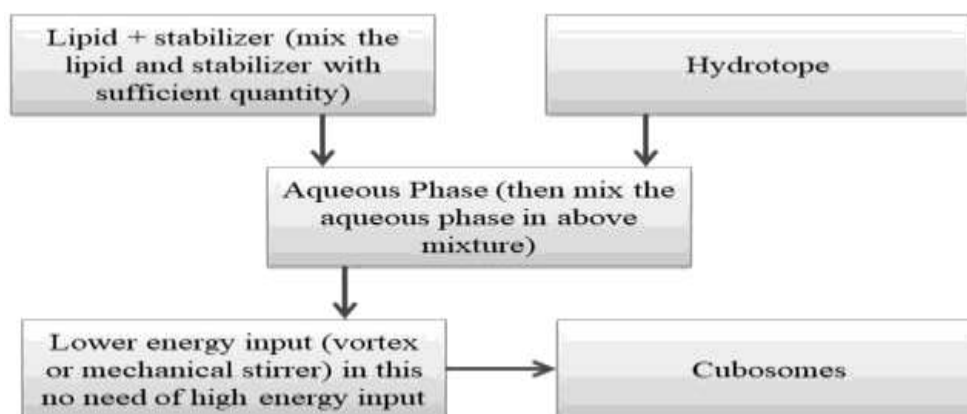 Lipid + stabilizer (mix the
lipid and stabilizer with
sufficient quantity)
Hydrotope
Aqueous Phase (then mix the
aqueous phase in above
mixture)
Lower energy input (vortex
or mechanical stirrer) in this
no need of high energy input
Cubosomes